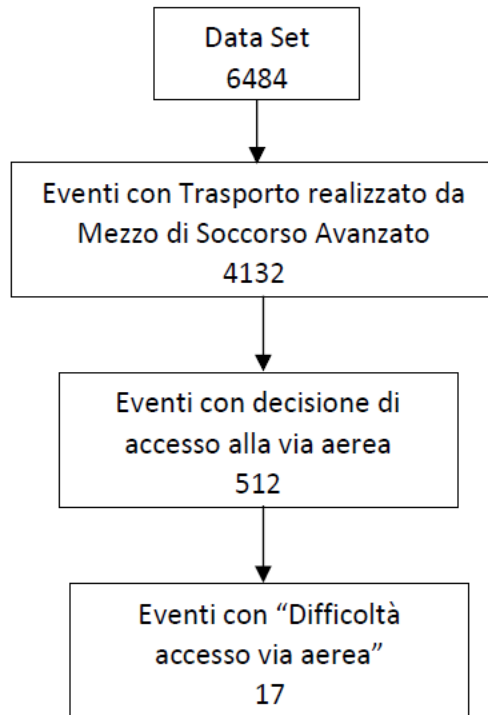 Data Set
6484
Eventi con Trasporto realizzato da
Mezzo di Soccorso Avanzato
4132
Eventi con decisione di
accesso alla via aerea
512
Eventi con “Difficoltà
accesso via aerea”
17